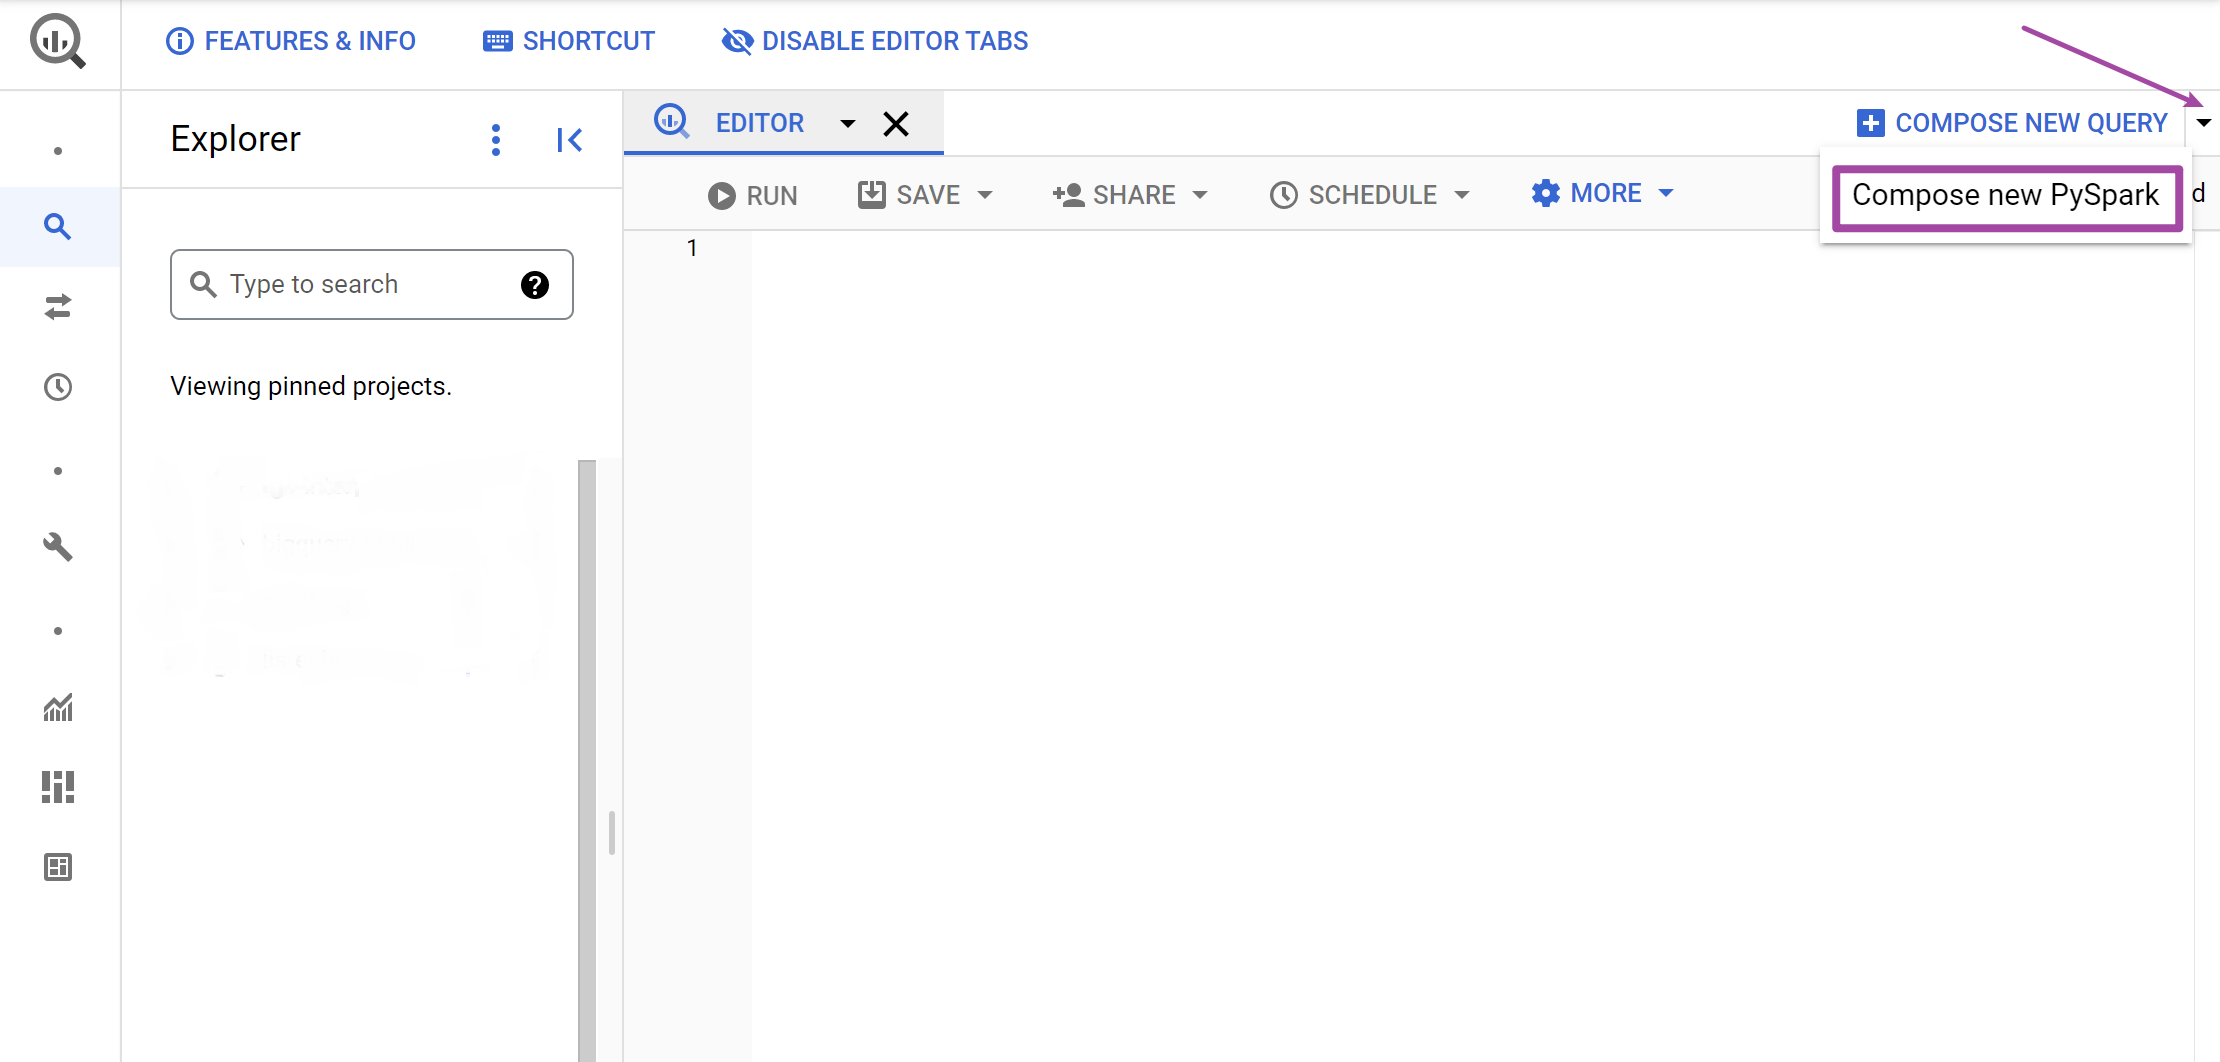 FEATURES & INFO SHORTCUT DISABLE EDITOR TABS
Explorer
EDITOR
COMPOSE NEW QUERY
RUN SAVE SHARE SCHEDULE MORE
Compose new PySpark
d
1
Type to search
Viewing pinned projects.